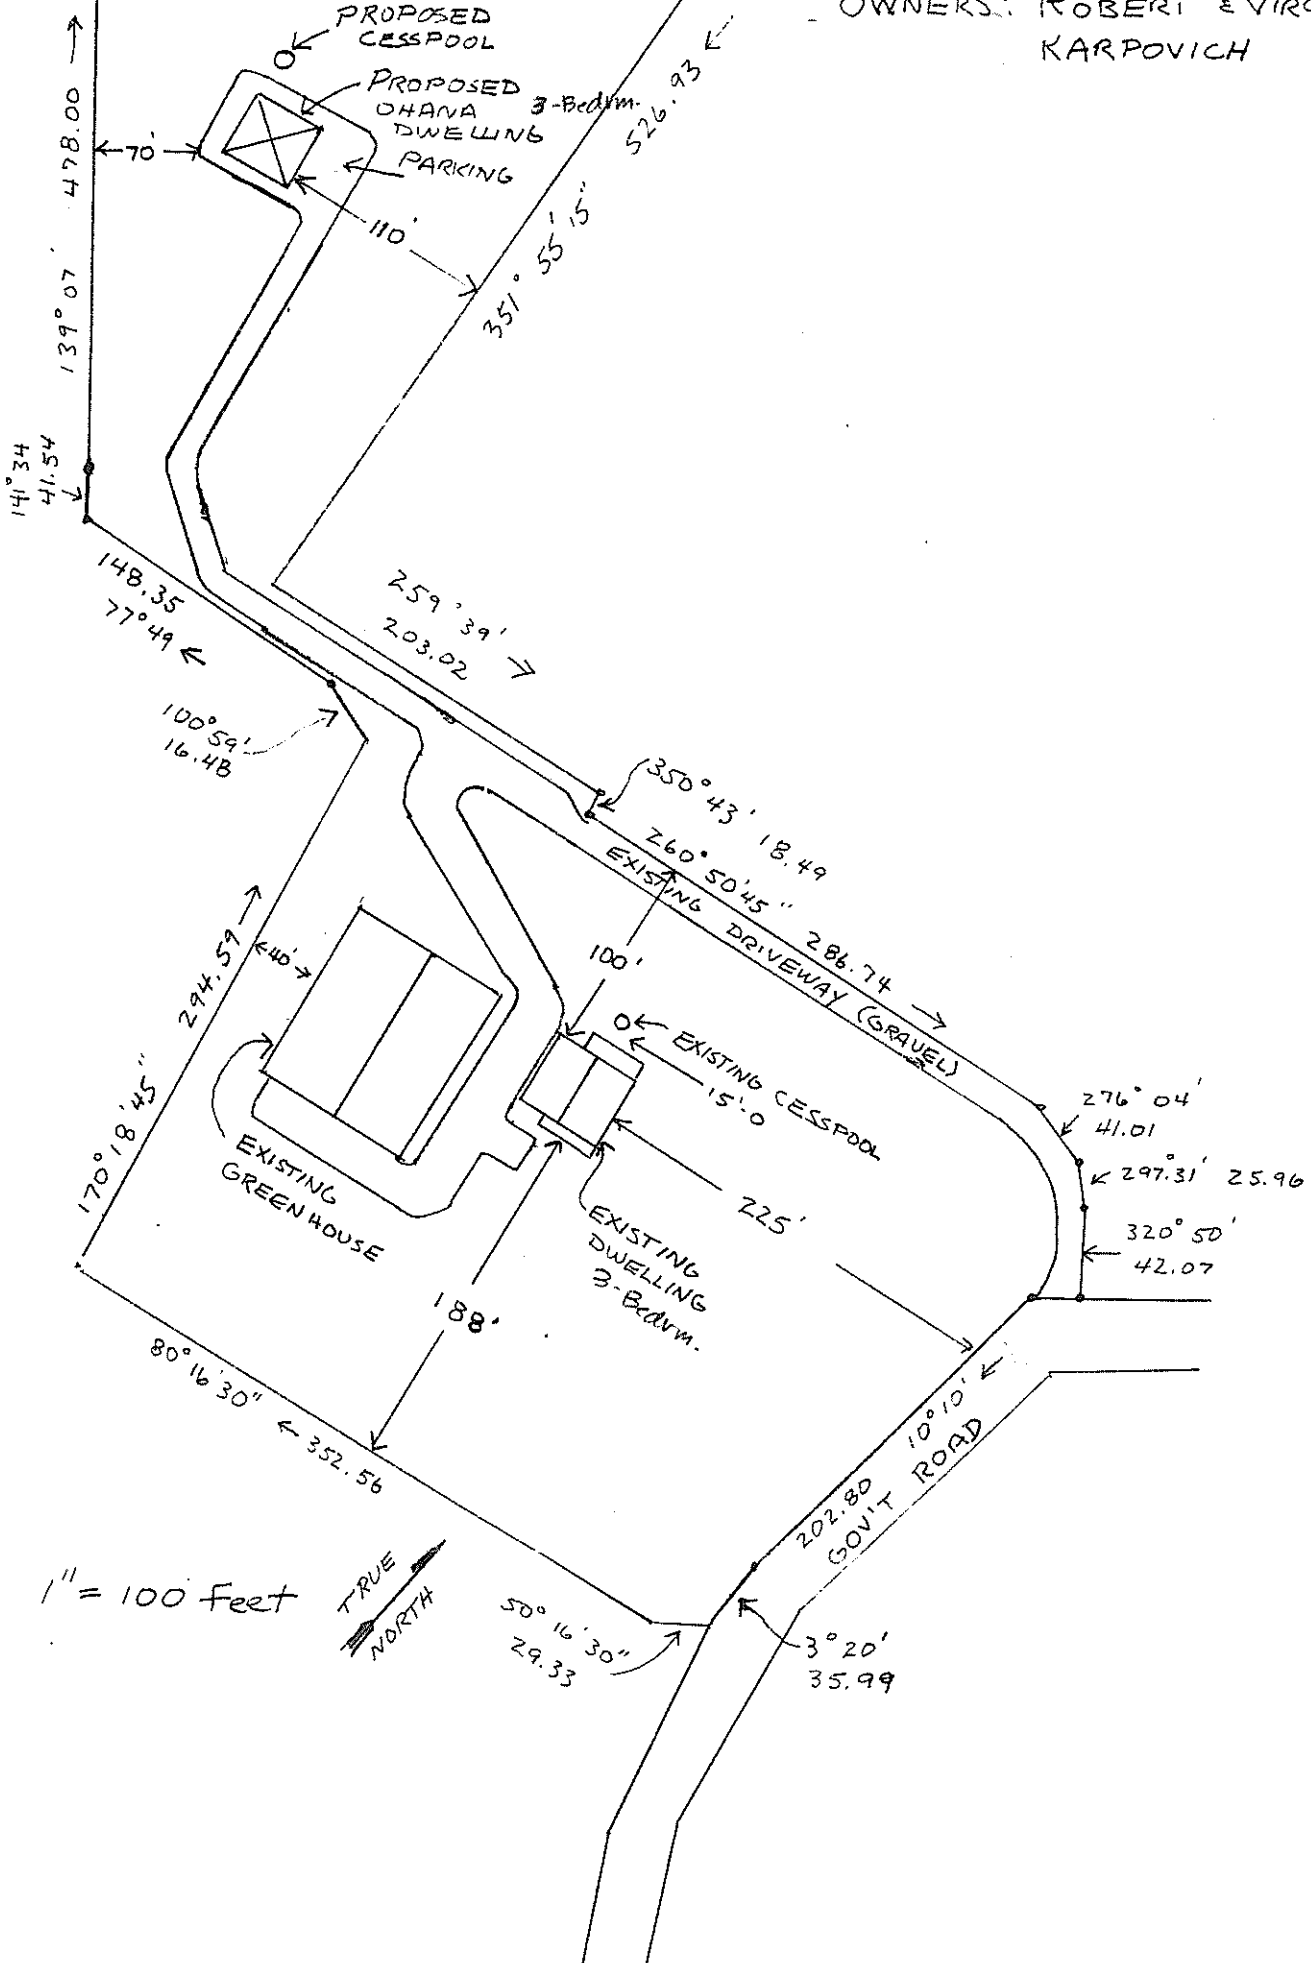 OWNERS: ROBERT &
KARPOVICH
PROPOSED
CESSPOOL
PROPOSED
OHANA
DWELLING
3-Bedrm.
PARKING
526.93
351° 55' 15"
478.00
139° 07'
70'
110'
141° 34
41.54
148.35
77° 49
259° 39'
203.02
100° 59'
16.48
350° 43' 18.49
260° 50' 45" 286.74
EXISTING DRIVEWAY (GRAVEL)
294.59
170° 18' 45"
40'
100'
EXISTING CESSPOOL
15'-0
276° 04'
41.01
297° 31' 25.96
320° 50'
42.07
EXISTING
GREENHOUSE
EXISTING
DWELLING
3-Bedrm.
225'
188'
80° 16' 30"
352.56
202.80 10° 10'
GOV'T ROAD
1" = 100 feet
TRUE
NORTH
50° 16' 30"
29.33
3° 20'
35.99